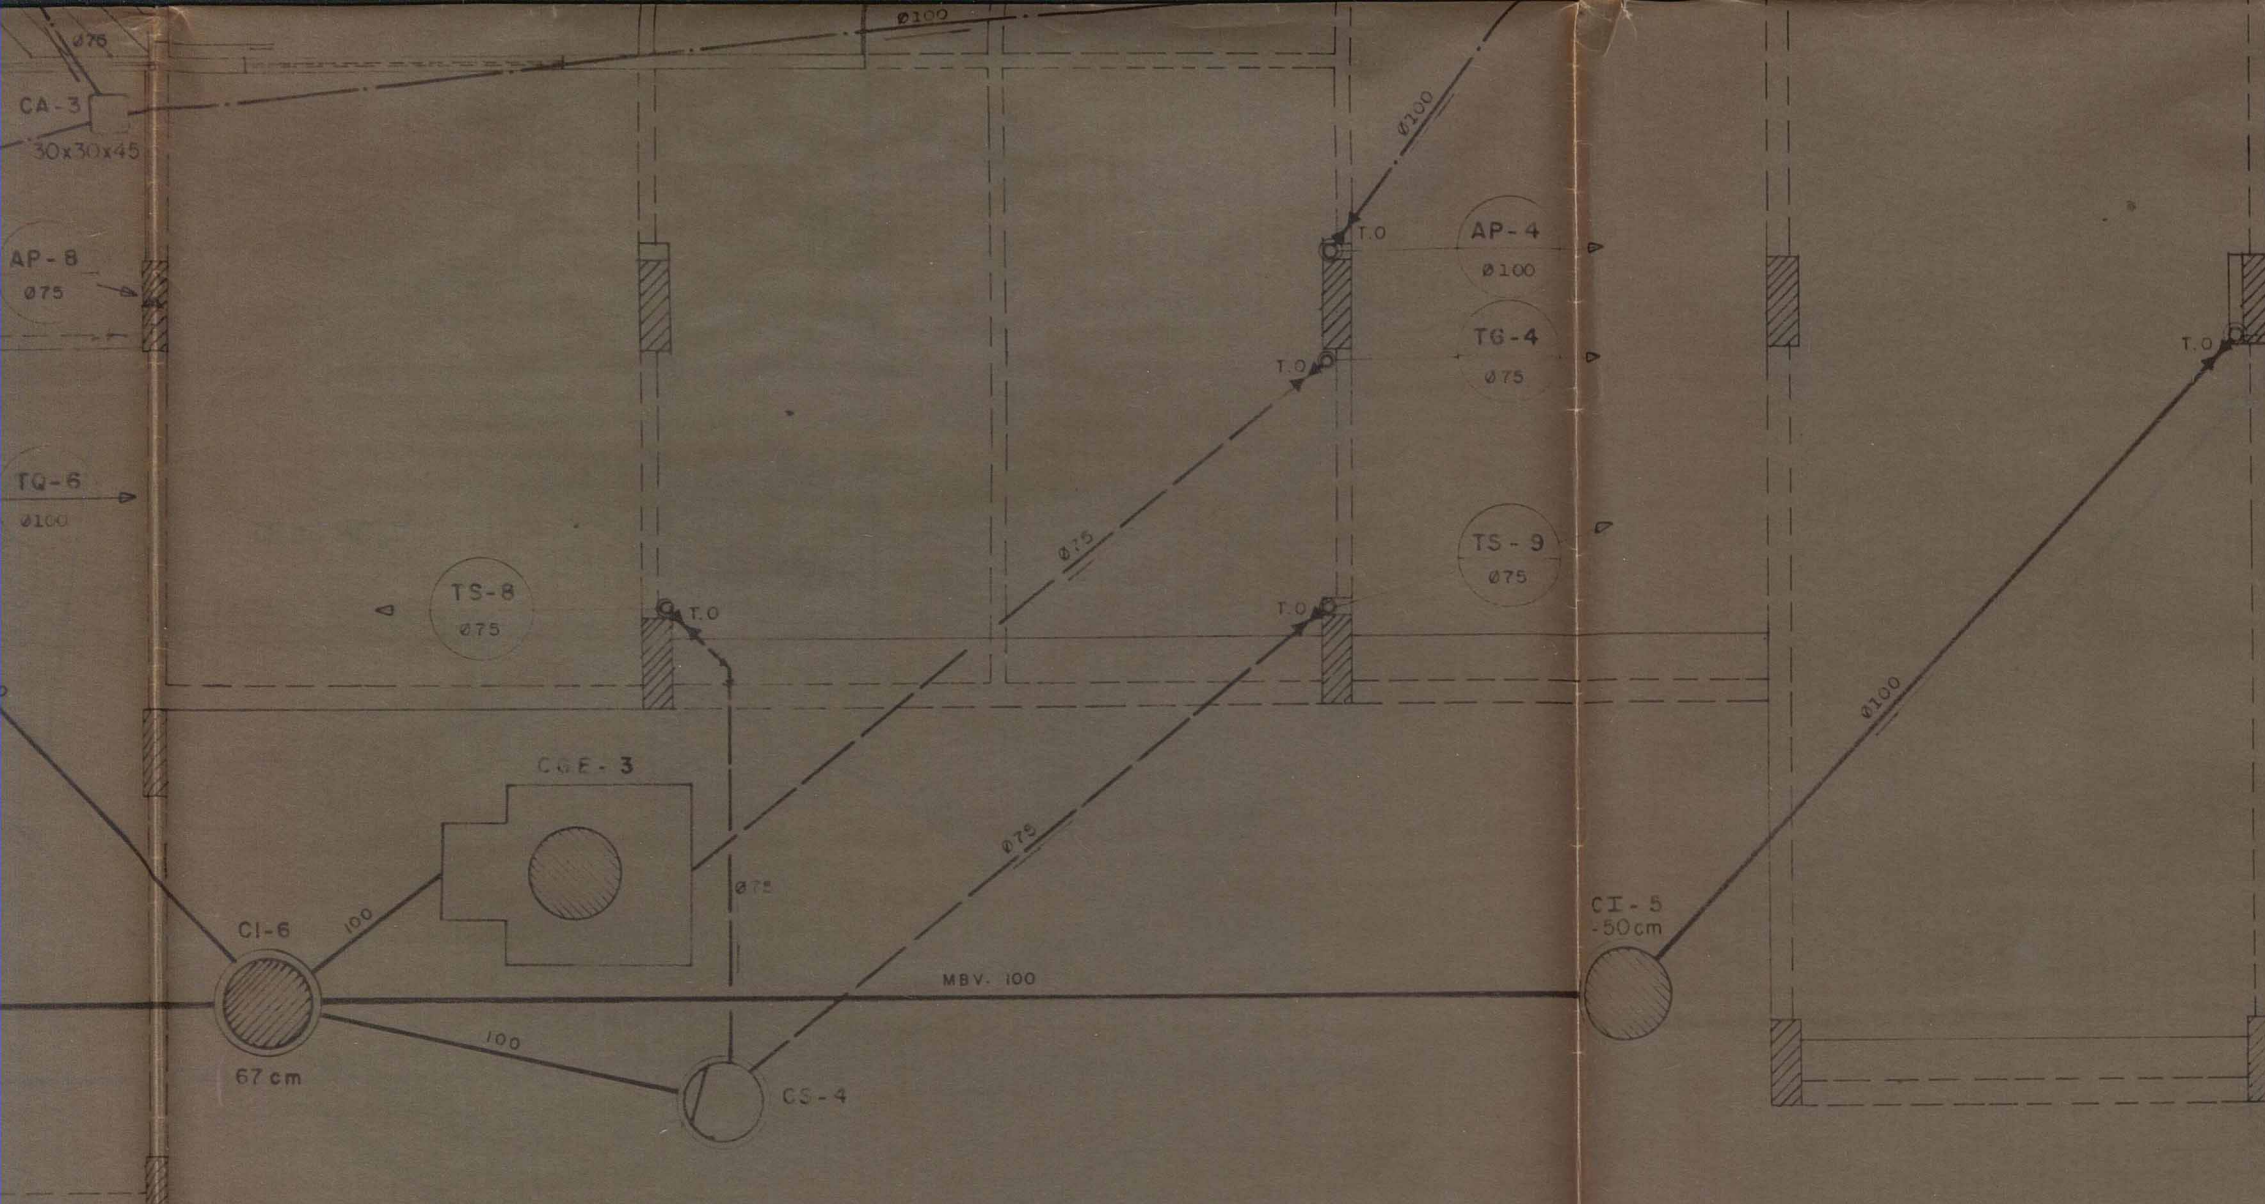 Ø100
Ø75
CA-3
30x30x45
Ø100
AP-8
Ø75
T.O
AP-4
Ø100
T.O
TG-4
Ø75
T.O
TQ-6
Ø100
Ø75
TS-9
Ø75
TS-8
Ø75
T.O
T.O
Ø100
CGE-3
Ø75
Ø75
100
CI-6
CI-5
-50cm
MBV. 100
100
67 cm
CS-4